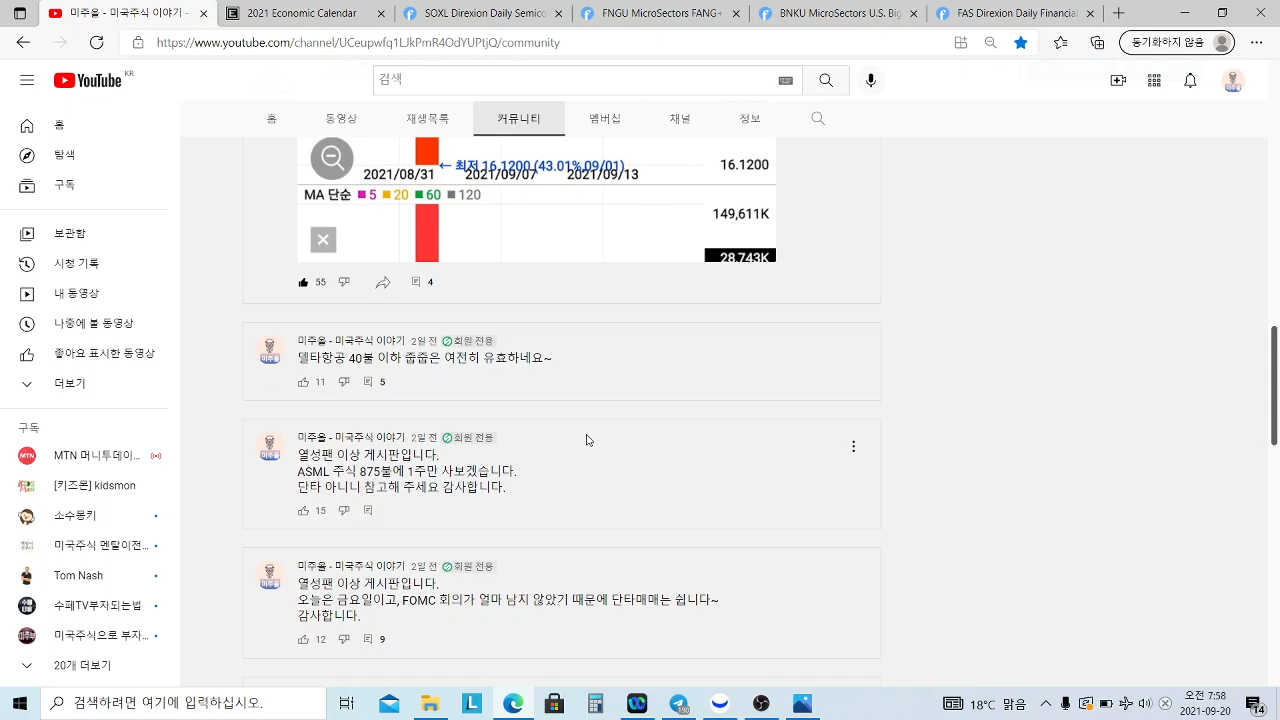 2021 Economic Calendar
SOXL Direxion Daily Semicond
FNGU MicroSectors FANG+ In
BNKU MicroSectors U.S. Big
FAS Direxion Daily Financial
https://www.youtube.com/channel/UCeupwfq1IJkPmR4OdYUPtjQ/community
동기화하지 않음
YouTube KR
검색
홈 동영상 재생목록 커뮤니티 멤버십 채널 정보
홈
탐색
구독
보관함
시청 기록
내 동영상
나중에 볼 동영상
좋아요 표시한 동영상
더보기
구독
MTN 머니투데이...
[키즈몬] kidsmon
소수몽키
미국주식 멘탈이전...
Tom Nash
수페TV부자되는법
미국주식으로 부자...
20개 더보기
← 최저 16.1200 (43.01%,09/01)
16.1200
2021/08/31 2021/09/07 2021/09/13
MA 단순 5 20 60 120
149,611K
28,743K
55 4
미주올 - 미국주식 이야기 2일 전 회원 전용
델타항공 40불 이하 줍줍은 여전히 유효하네요~
11 5
미주올 - 미국주식 이야기 2일 전 회원 전용
열성팬 이상 게시판입니다.
ASML 주식 875불에 1주만 사보겠습니다.
단타 아니니 참고해 주세요 감사합니다.
15
미주올 - 미국주식 이야기 2일 전 회원 전용
열성팬 이상 게시판입니다.
오늘은 금요일이고, FOMC 회의가 얼마 남지 않았기 때문에 단타매매는 쉽니다~
감사합니다.
12 9
검색하려면 여기에 입력하십시오.
18°C 맑음
오전 7:58
2021-09-20